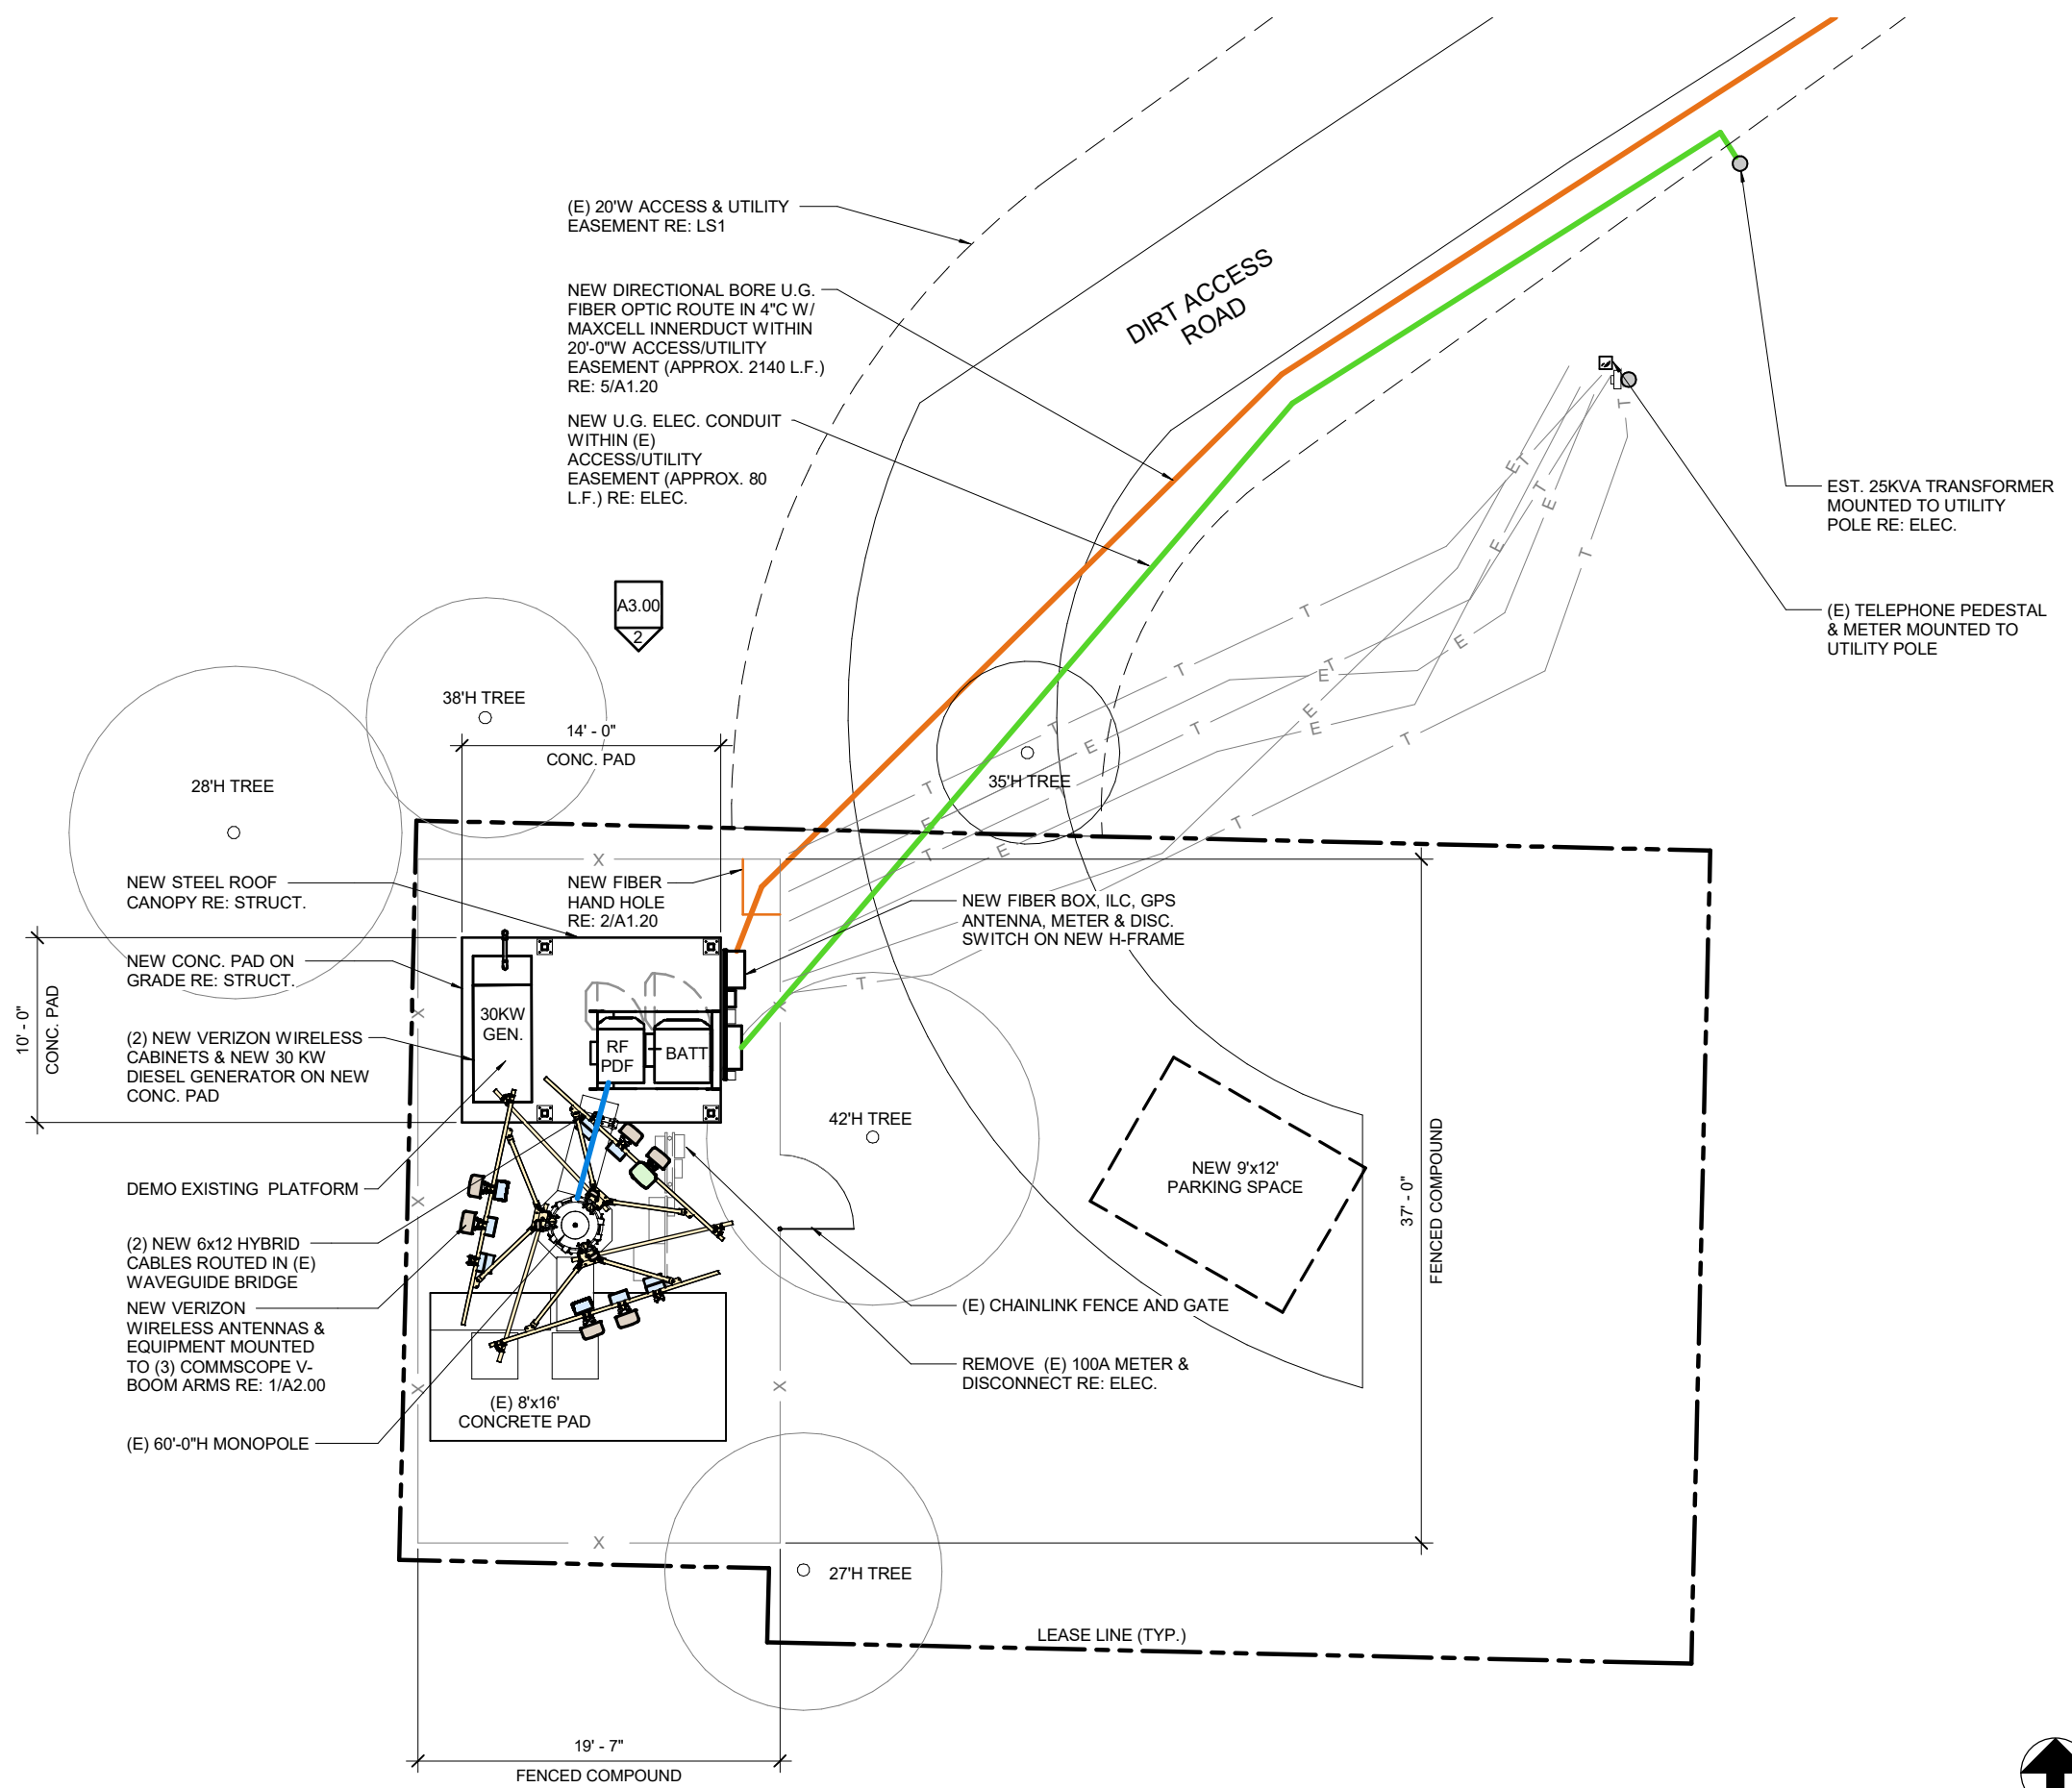 (E) 20'W ACCESS & UTILITY
EASEMENT RE: LS1
NEW DIRECTIONAL BORE U.G.
FIBER OPTIC ROUTE IN 4"C W/
MAXCELL INNERDUCT WITHIN
20'-0"W ACCESS/UTILITY
EASEMENT (APPROX. 2140 L.F.)
RE: 5/A1.20
NEW U.G. ELEC. CONDUIT
WITHIN (E)
ACCESS/UTILITY
EASEMENT (APPROX. 80
L.F.) RE: ELEC.
DIRT ACCESS
ROAD
EST. 25KVA TRANSFORMER
MOUNTED TO UTILITY
POLE RE: ELEC.
(E) TELEPHONE PEDESTAL
& METER MOUNTED TO
UTILITY POLE
A3.00
2
38'H TREE
14' - 0"
CONC. PAD
28'H TREE
35'H TREE
NEW STEEL ROOF
CANOPY RE: STRUCT.
NEW FIBER
HAND HOLE
RE: 2/A1.20
NEW FIBER BOX, ILC, GPS
ANTENNA, METER & DISC.
SWITCH ON NEW H-FRAME
NEW CONC. PAD ON
GRADE RE: STRUCT.
10' - 0"
CONC. PAD
30KW
GEN.
RF
PDF
BATT
(2) NEW VERIZON WIRELESS
CABINETS & NEW 30 KW
DIESEL GENERATOR ON NEW
CONC. PAD
42'H TREE
NEW 9'x12'
PARKING SPACE
37' - 0"
FENCED COMPOUND
DEMO EXISTING PLATFORM
(2) NEW 6x12 HYBRID
CABLES ROUTED IN (E)
WAVEGUIDE BRIDGE
NEW VERIZON
WIRELESS ANTENNAS &
EQUIPMENT MOUNTED
TO (3) COMMSCOPE V-
BOOM ARMS RE: 1/A2.00
(E) CHAINLINK FENCE AND GATE
REMOVE (E) 100A METER &
DISCONNECT RE: ELEC.
(E) 8'x16'
CONCRETE PAD
(E) 60'-0"H MONOPOLE
27'H TREE
LEASE LINE (TYP.)
19' - 7"
FENCED COMPOUND
X
X
X
X
X
X
X
T
T
T
T
T
T
T
T
T
T
T
T
T
T
E
E
E
E
E
E
E
E
E
E